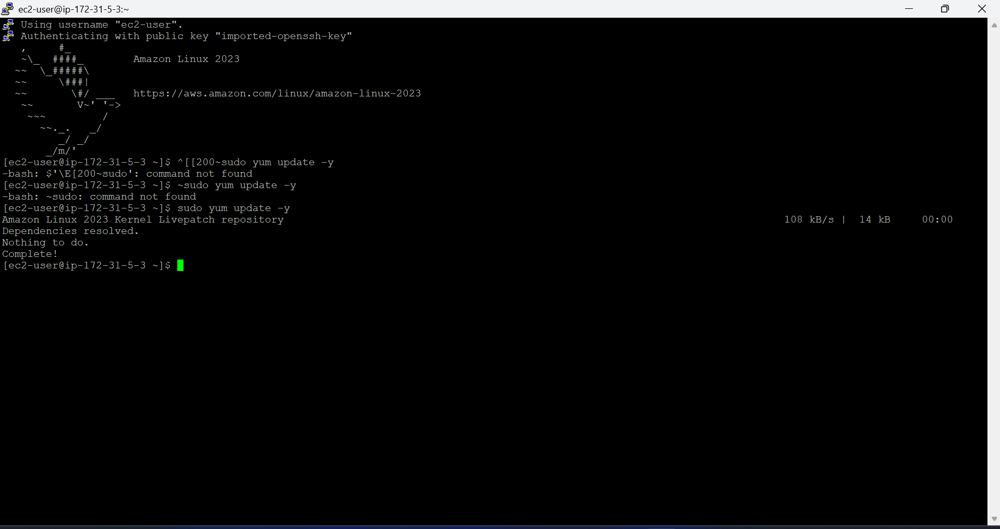 ec2-user@ip-172-31-5-3:~
Using username "ec2-user".
Authenticating with public key "imported-openssh-key"
   ,     #_
   ~\_  ####_        Amazon Linux 2023
  ~~  \_#####\
  ~~     \###|
  ~~       \#/ ___   https://aws.amazon.com/linux/amazon-linux-2023
   ~~       V~' '->
    ~~~         /
      ~~._.   _/
         _/ _/
       _/m/'
[ec2-user@ip-172-31-5-3 ~]$ ^[[200~sudo yum update -y
-bash: $'\E[200~sudo': command not found
[ec2-user@ip-172-31-5-3 ~]$ ~sudo yum update -y
-bash: ~sudo: command not found
[ec2-user@ip-172-31-5-3 ~]$ sudo yum update -y
Amazon Linux 2023 Kernel Livepatch repository 108 kB/s | 14 kB 00:00
Dependencies resolved.
Nothing to do.
Complete!
[ec2-user@ip-172-31-5-3 ~]$